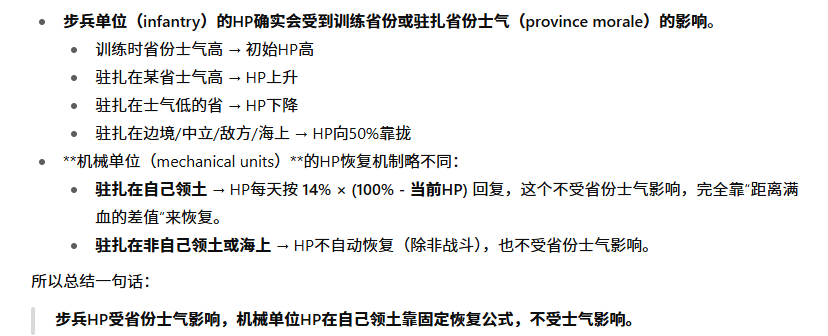 步兵单位（infantry）的HP确实会受到训练省份或驻扎省份士气（province morale）的影响。
训练时省份士气高 → 初始HP高
驻扎在某省士气高 → HP上升
驻扎在士气低的省 → HP下降
驻扎在边境/中立/敌方/海上 → HP向50%靠拢
**机械单位（mechanical units）**的HP恢复机制略不同：
驻扎在自己领土 → HP每天按 14% × (100% - 当前HP) 回复，这个不受省份士气影响，完全靠“距离满
血的差值”来恢复。
驻扎在非自己领土或海上 → HP不自动恢复（除非战斗），也不受省份士气影响。
所以总结一句话：
步兵HP受省份士气影响，机械单位HP在自己领土靠固定恢复公式，不受士气影响。